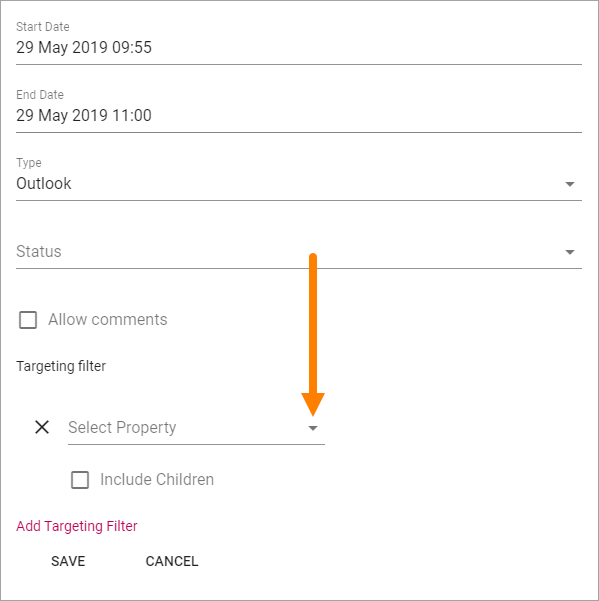 Start Date
29 May 2019 09:55
End Date
29 May 2019 11:00
Type
Outlook
Status
Allow comments
Targeting filter
Select Property
Include Children
Add Targeting Filter
SAVE CANCEL